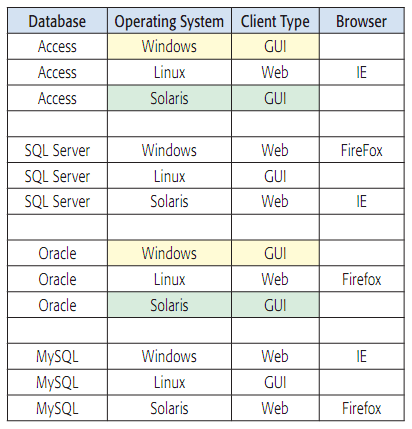 Database Operating System Client Type Browser
Access Windows GUI
Access Linux Web IE
Access Solaris GUI
SQL Server Windows Web FireFox
SQL Server Linux GUI
SQL Server Solaris Web IE
Oracle Windows GUI
Oracle Linux Web Firefox
Oracle Solaris GUI
MySQL Windows Web IE
MySQL Linux GUI
MySQL Solaris Web Firefox